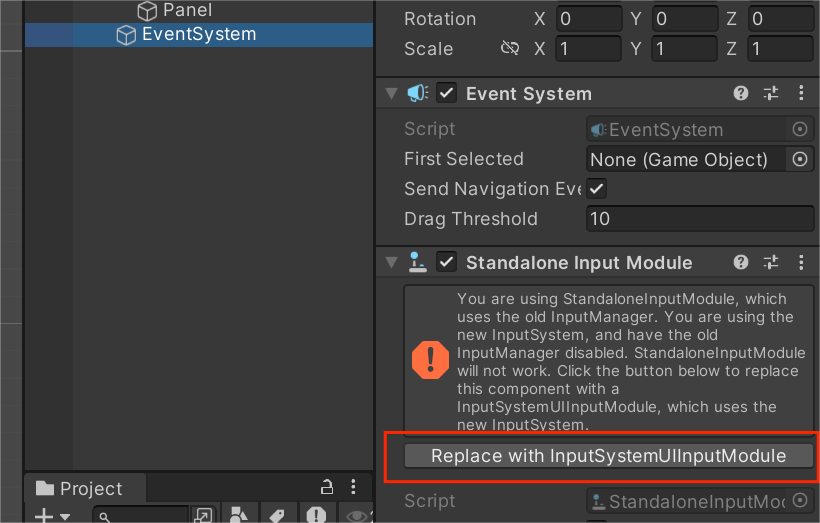 Panel
EventSystem
Rotation X 0 Y 0 Z 0
Scale X 1 Y 1 Z 1
Event System
Script EventSystem
First Selected None (Game Object)
Send Navigation Eve
Drag Threshold 10
Standalone Input Module
You are using StandaloneInputModule, which
uses the old InputManager. You are using the
new InputSystem, and have the old
InputManager disabled. StandaloneInputModule
will not work. Click the button below to replace
this component with a
InputSystemUIInputModule, which uses the
new InputSystem.
Replace with InputSystemUIInputModule
Script StandaloneInputMod
Project